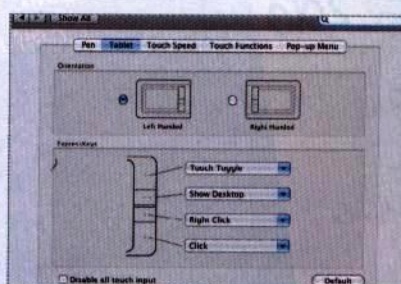 Show All
Pen Tablet Touch Speed Touch Functions Pop-up Menu
Orientation
Left Handed Right Handed
ExpressKeys
Touch Toggle
Show Desktop
Right Click
Click
Disable all touch input Default